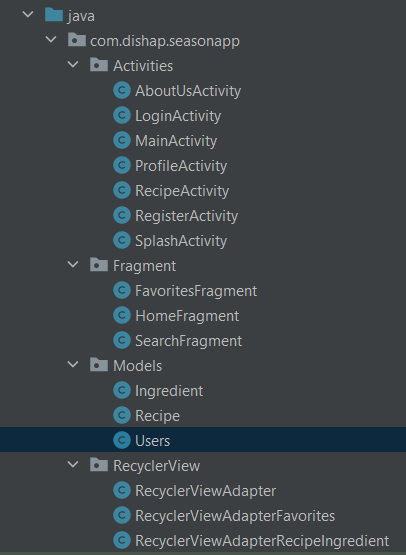 java
com.dishap.seasonapp
Activities
C AboutUsActivity
C LoginActivity
C MainActivity
C ProfileActivity
C RecipeActivity
C RegisterActivity
C SplashActivity
Fragment
C FavoritesFragment
C HomeFragment
C SearchFragment
Models
C Ingredient
C Recipe
C Users
RecyclerView
C RecyclerViewAdapter
C RecyclerViewAdapterFavorites
C RecyclerViewAdapterRecipeIngredient